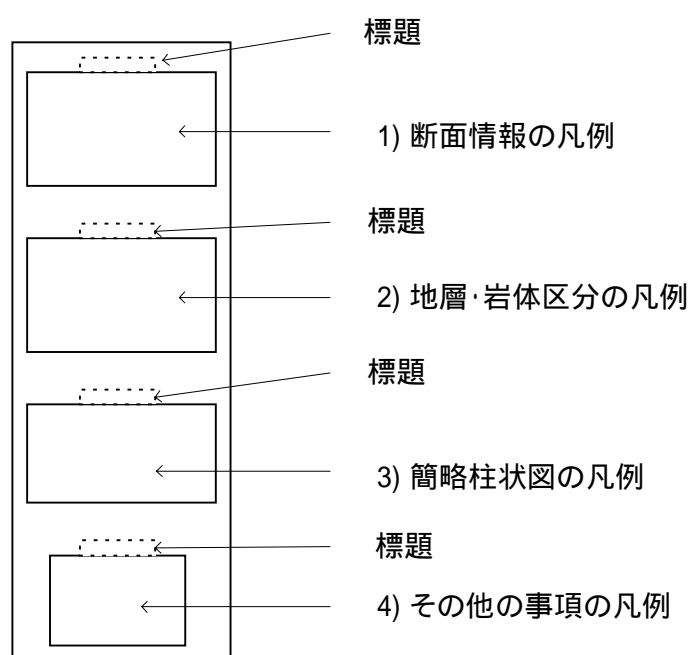 標題
1) 断面情報の凡例
標題
2) 地層·岩体区分の凡例
標題
3) 簡略柱状図の凡例
標題
4) その他の事項の凡例